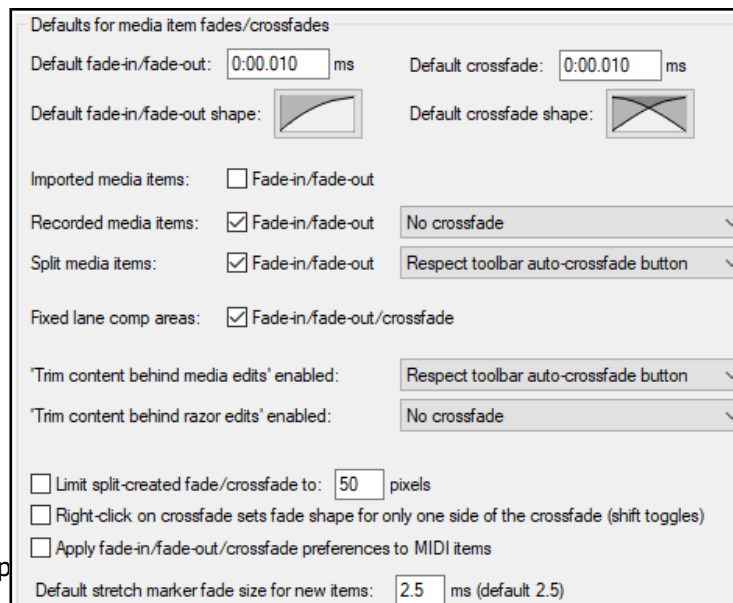 Defaults for media item fades/crossfades
Default fade-in/fade-out: 0:00.010 ms Default crossfade: 0:00.010 ms
Default fade-in/fade-out shape: Default crossfade shape:
Imported media items: Fade-in/fade-out
Recorded media items: Fade-in/fade-out No crossfade
Split media items: Fade-in/fade-out Respect toolbar auto-crossfade button
Fixed lane comp areas: Fade-in/fade-out/crossfade
'Trim content behind media edits' enabled: Respect toolbar auto-crossfade button
'Trim content behind razor edits' enabled: No crossfade
Limit split-created fade/crossfade to: 50 pixels
Right-click on crossfade sets fade shape for only one side of the crossfade (shift toggles)
Apply fade-in/fade-out/crossfade preferences to MIDI items
p
Default stretch marker fade size for new items: 2.5 ms (default 2.5)